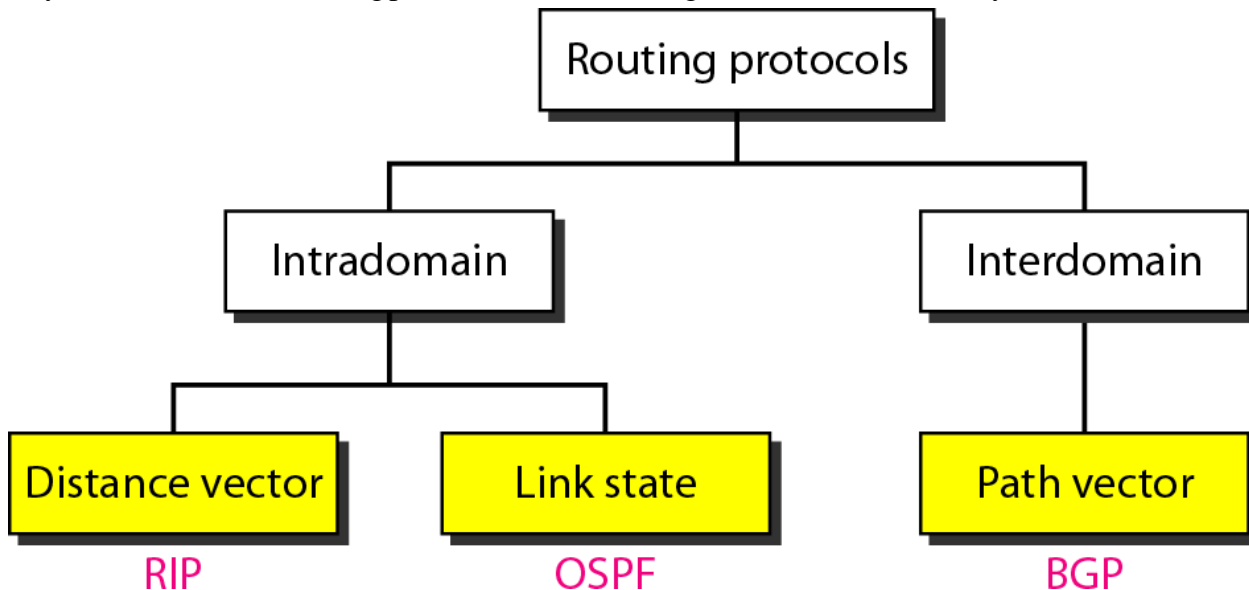 Routing protocols
Intradomain
Interdomain
Distance vector
Link state
Path vector
RIP
OSPF
BGP